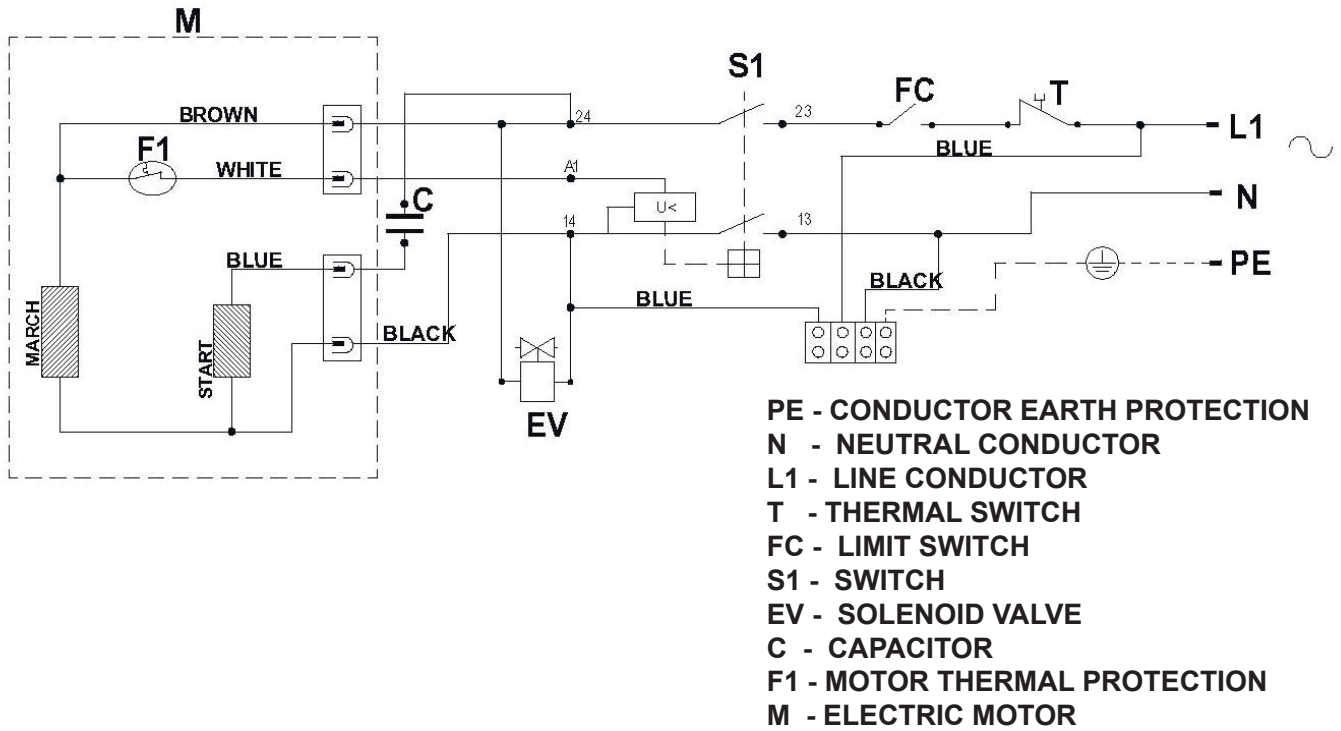 M
S1
FC
T
BROWN
24
23
L1
F1
BLUE
WHITE
A1
C
U<
N
14
13
BLUE
BLACK
PE
BLUE
MARCH
START
BLACK
EV
PE - CONDUCTOR EARTH PROTECTION
N - NEUTRAL CONDUCTOR
L1 - LINE CONDUCTOR
T - THERMAL SWITCH
FC - LIMIT SWITCH
S1 - SWITCH
EV - SOLENOID VALVE
C - CAPACITOR
F1 - MOTOR THERMAL PROTECTION
M - ELECTRIC MOTOR